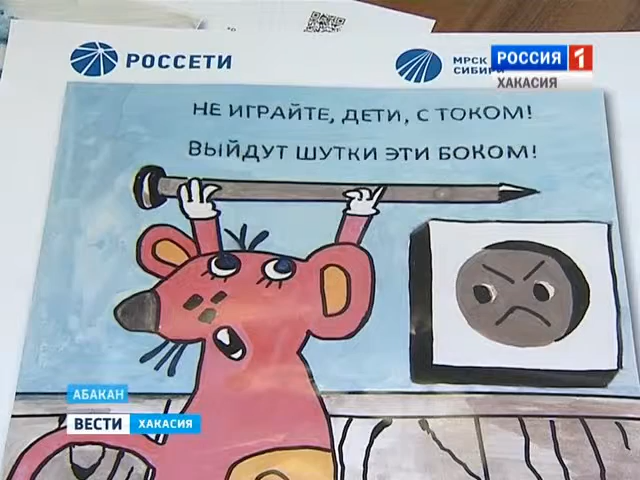 РОССЕТИ
МРСК
СИБИРИ
РОССИЯ 1
ХАКАСИЯ
НЕ ИГРАЙТЕ, ДЕТИ, С ТОКОМ!
ВЫЙДУТ ШУТКИ ЭТИ БОКОМ!
АБАКАН
ВЕСТИ ХАКАСИЯ